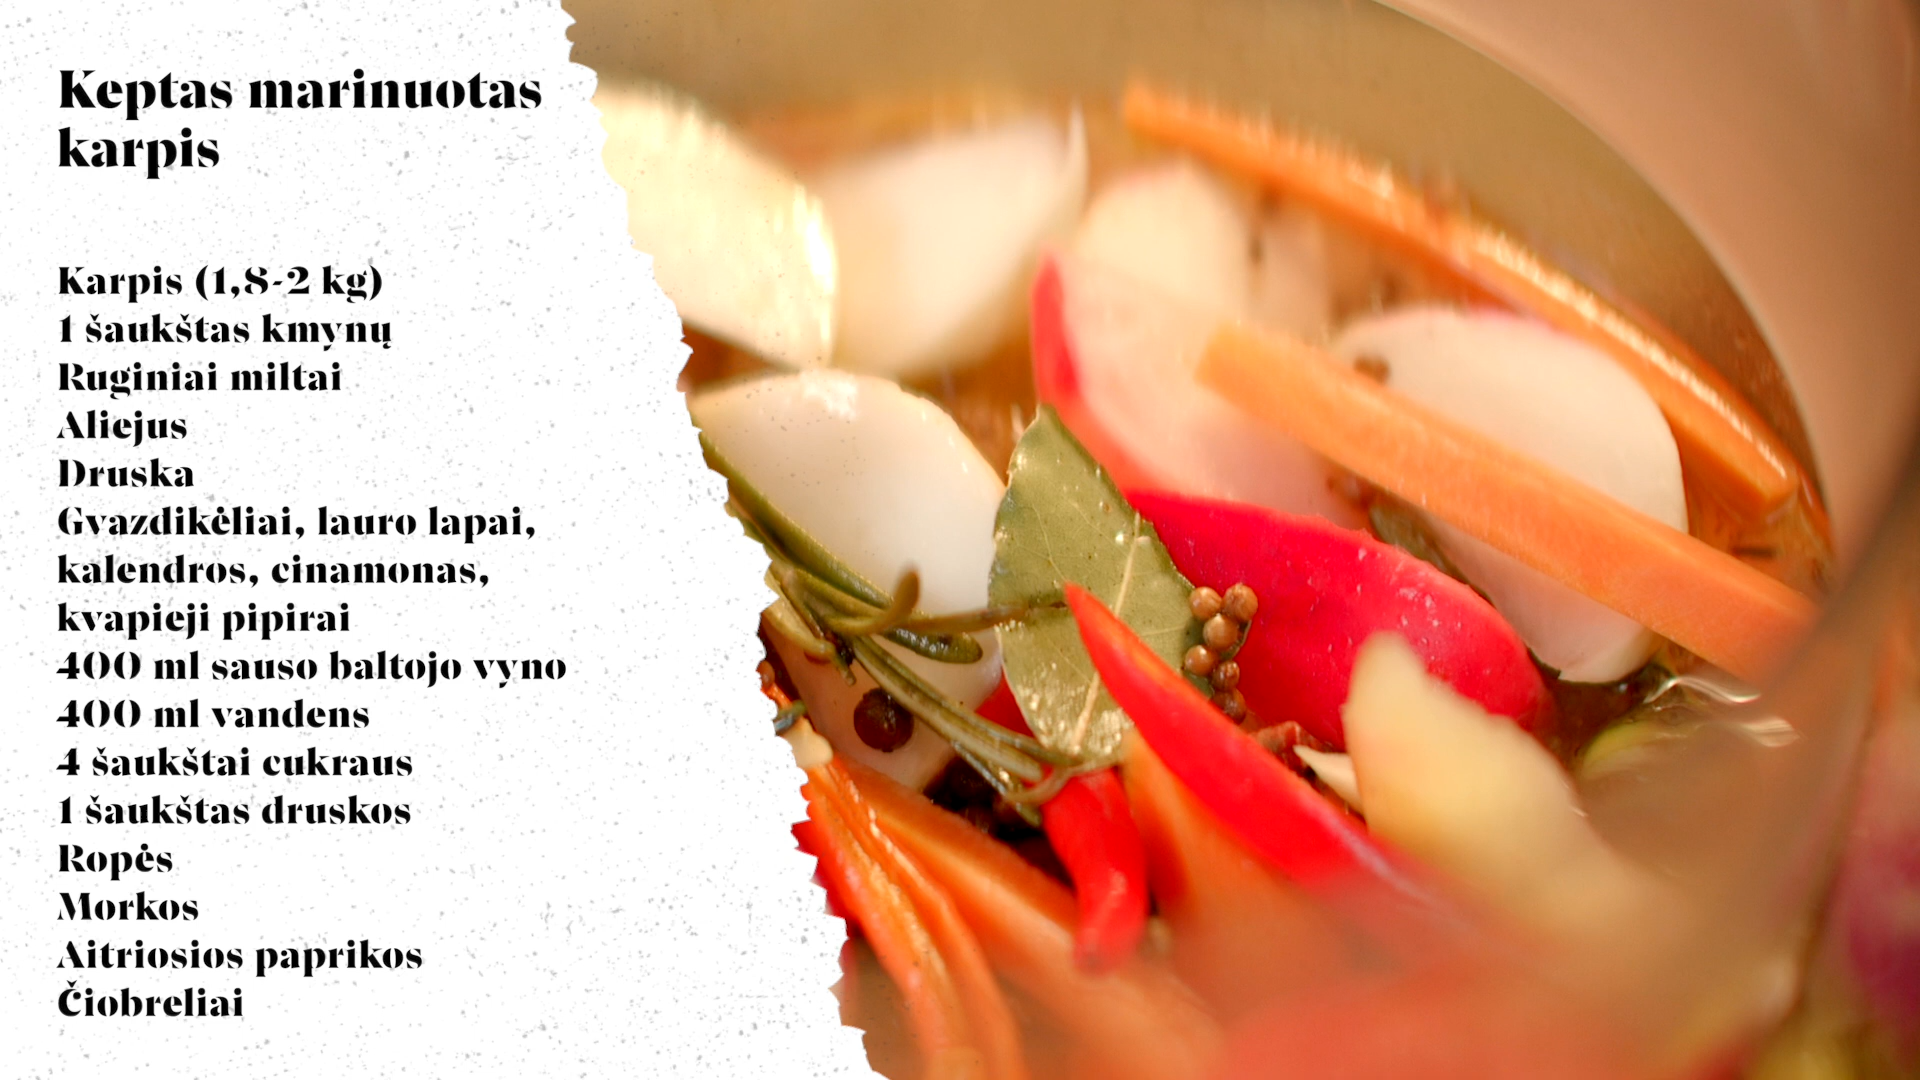 Keptas marinuotas
karpis
Karpis (1,8-2 kg)
1 šaukštas kmynų
Ruginiai miltai
Aliejus
Druska
Gvazdikėliai, lauro lapai,
kalendros, cinamonas,
kvapieji pipirai
400 ml sauso baltojo vyno
400 ml vandens
4 šaukštai cukraus
1 šaukštas druskos
Ropės
Morkos
Aitriosios paprikos
Čiobreliai